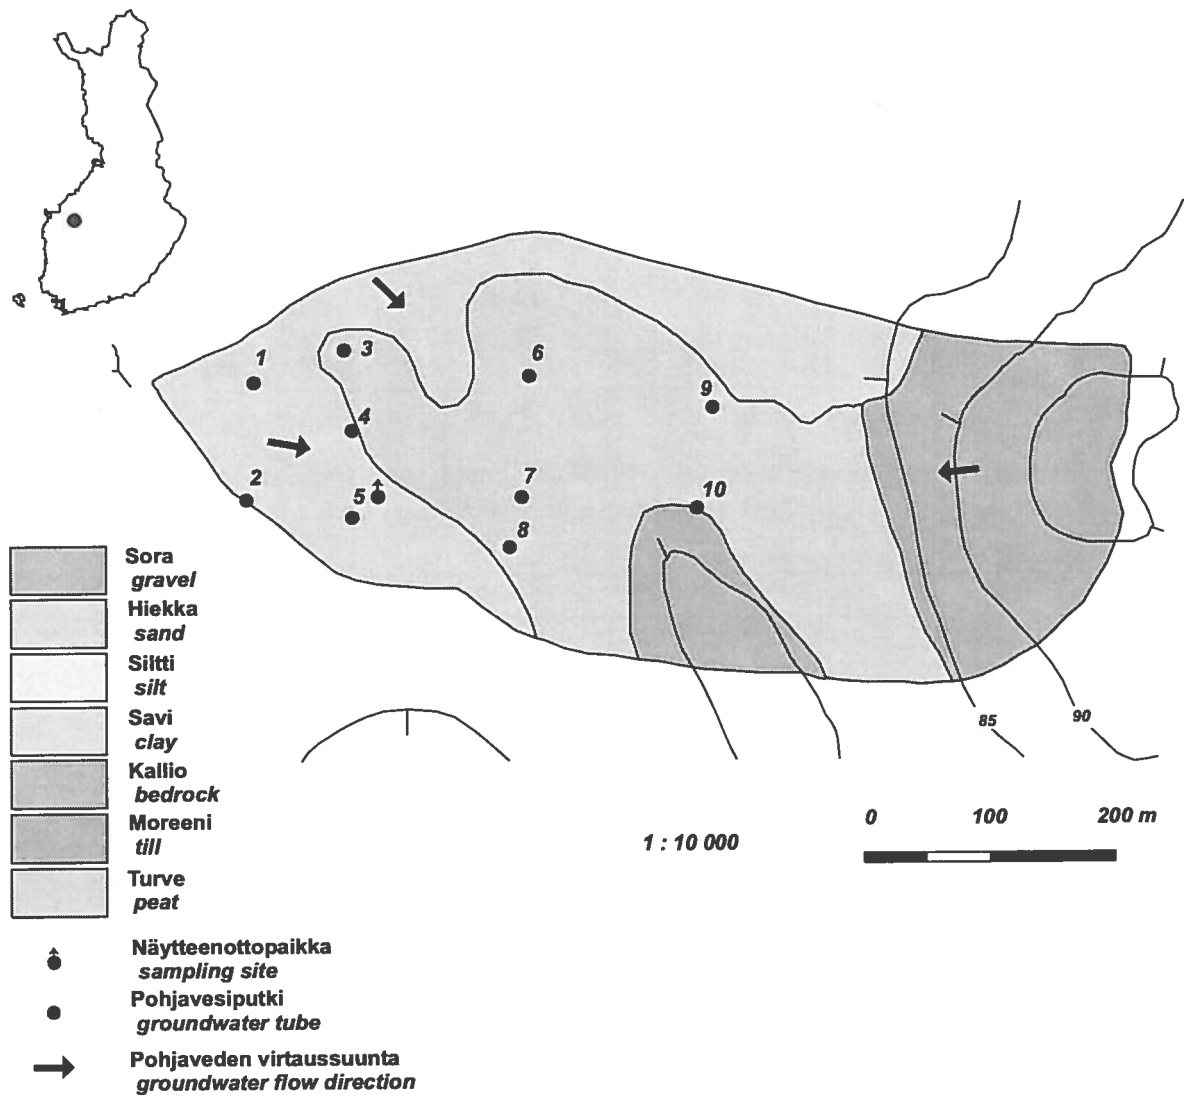 1
3
6
9
4
2
5
7
10
8
Sora
gravel
Hiekka
sand
Siltti
silt
Savi
clay
Kallio
bedrock
Moreeni
till
Turve
peat
85
90
0 100 200 m
1 : 10 000
Näytteenottopaikka
sampling site
Pohjavesiputki
groundwater tube
Pohjaveden virtaussuunta
groundwater flow direction